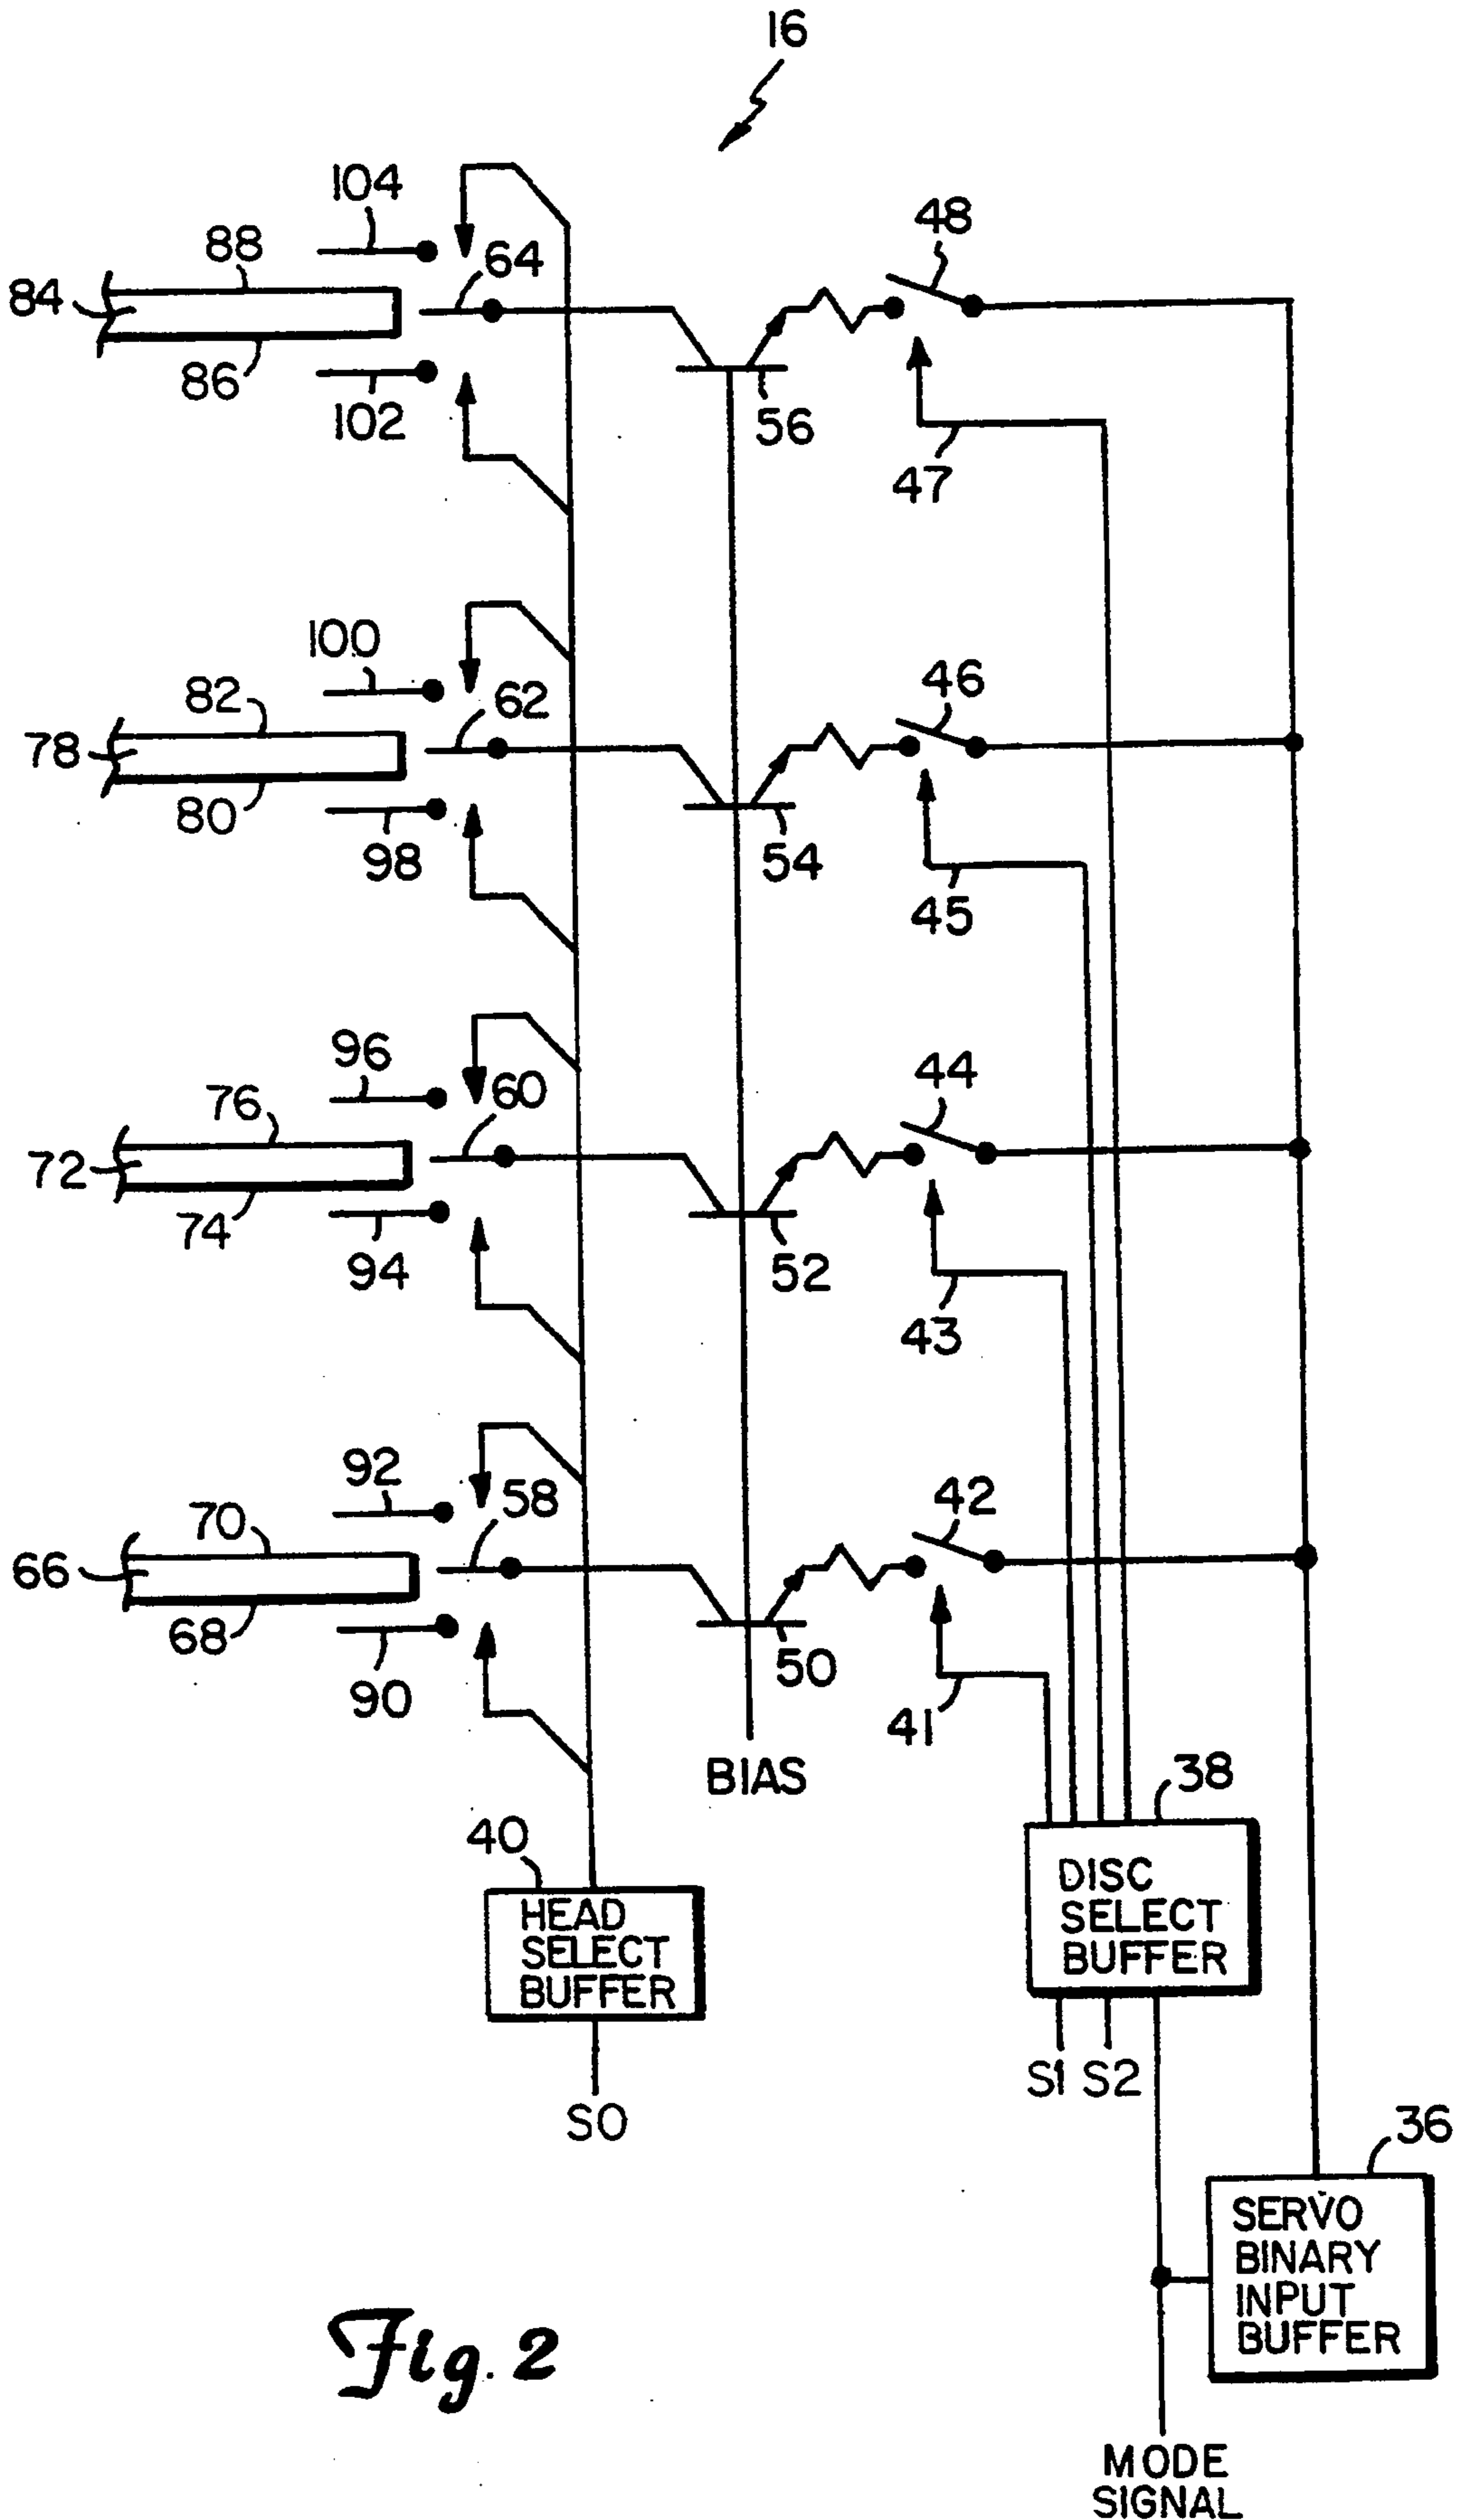 16
104
88
48
64
84
86
102
56
47
100
82
46
62
78
80
98
54
45
96
44
76
60
72
74
94
52
43
92
42
58
70
66
68
50
90
41
BIAS
38
40
DISC
SELECT
BUFFER
HEAD
SELECT
BUFFER
S1 S2
S0
36
SERVO
BINARY
INPUT
BUFFER
Fig. 2
MODE
SIGNAL